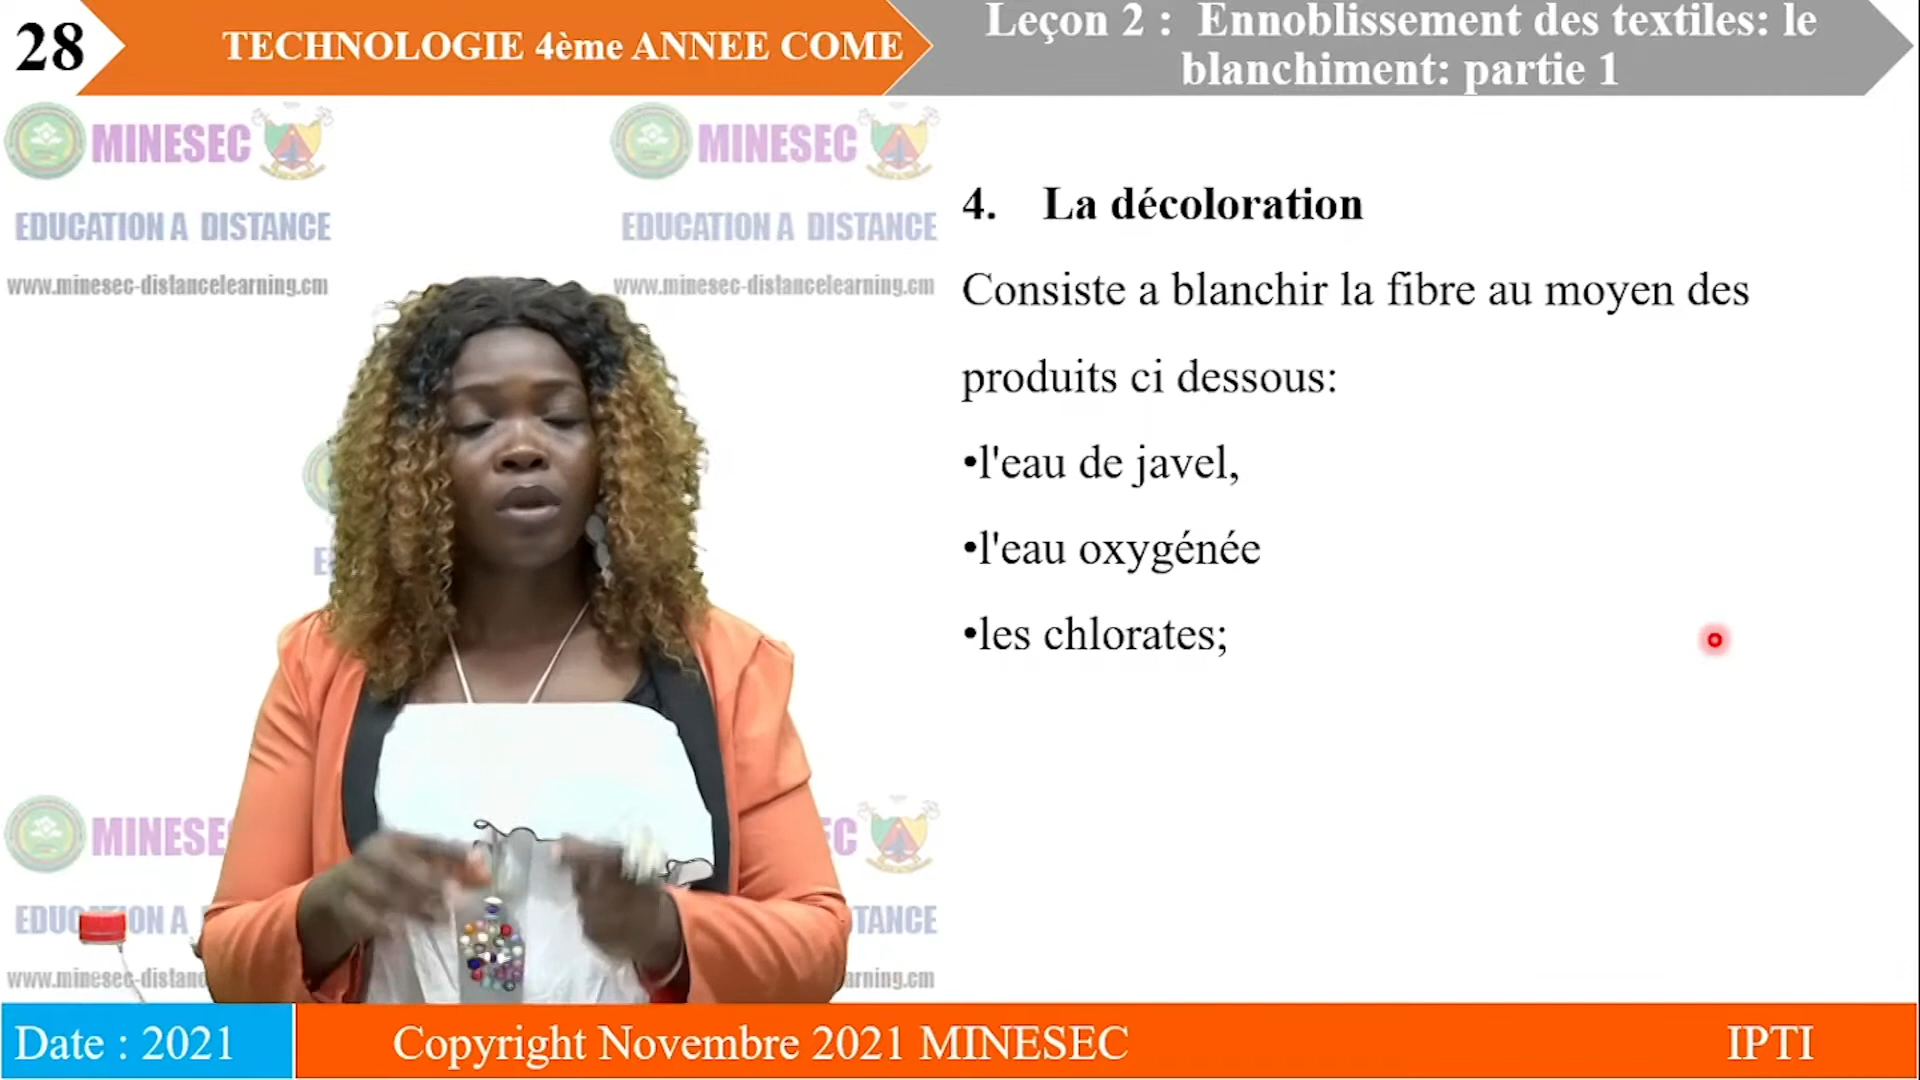 28
TECHNOLOGIE 4ème ANNEE COME
Leçon 2 : Ennoblissement des textiles: le
blanchiment: partie 1
MINESEC
EDUCATION A DISTANCE
www.minesec-distancelearning.cm
MINESEC
EDUCATION A DISTANCE
www.minesec-distancelearning.cm
4. La décoloration
Consiste a blanchir la fibre au moyen des
produits ci dessous:
•l'eau de javel,
•l'eau oxygénée
•les chlorates;
Date : 2021
Copyright Novembre 2021 MINESEC
IPTI